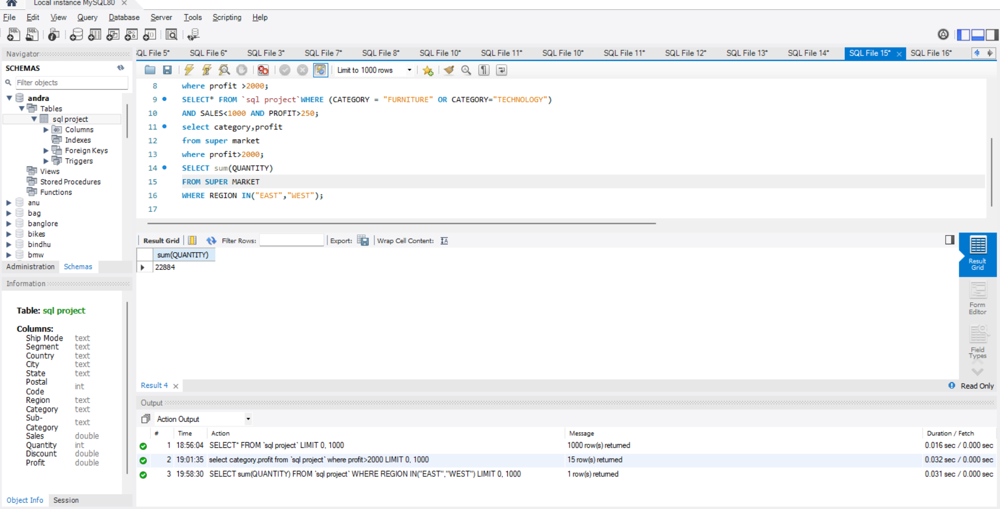 Local instance MySQL80 ×
File Edit View Query Database Server Tools Scripting Help
Navigator
QL File 5* SQL File 6* SQL File 3* SQL File 7* SQL File 8* SQL File 10* SQL File 11* SQL File 10* SQL File 11* SQL File 12* SQL File 13* SQL File 14* SQL File 15* × SQL File 16*
SCHEMAS
Limit to 1000 rows
Filter objects
andra
Tables
sql project
Columns
Indexes
Foreign Keys
Triggers
Views
Stored Procedures
Functions
anu
bag
banglore
bikes
bindhu
bmw
Administration Schemas
8 where profit >2000;
9 SELECT* FROM `sql project`WHERE (CATEGORY = "FURNITURE" OR CATEGORY="TECHNOLOGY")
10 AND SALES<1000 AND PROFIT>250;
11 select category,profit
12 from super market
13 where profit>2000;
14 SELECT sum(QUANTITY)
15 FROM SUPER MARKET
16 WHERE REGION IN("EAST","WEST");
17
Result Grid Filter Rows: Export: Wrap Cell Content:
sum(QUANTITY)
22884
Result
Grid
Form
Editor
Field
Types
Information
Table: sql project
Columns:
Ship Mode text
Segment text
Country text
City text
State text
Postal
Code int
Region text
Category text
Sub-
Category text
Sales double
Quantity int
Discount double
Profit double
Object Info Session
Result 4 ×
Read Only
Output
Action Output
# Time Action Message Duration / Fetch
1 18:56:04 SELECT* FROM `sql project` LIMIT 0, 1000 1000 row(s) returned 0.016 sec / 0.000 sec
2 19:01:35 select category,profit from `sql project` where profit>2000 LIMIT 0, 1000 15 row(s) returned 0.032 sec / 0.000 sec
3 19:58:30 SELECT sum(QUANTITY) FROM `sql project` WHERE REGION IN("EAST","WEST") LIMIT 0, 1000 1 row(s) returned 0.031 sec / 0.000 sec